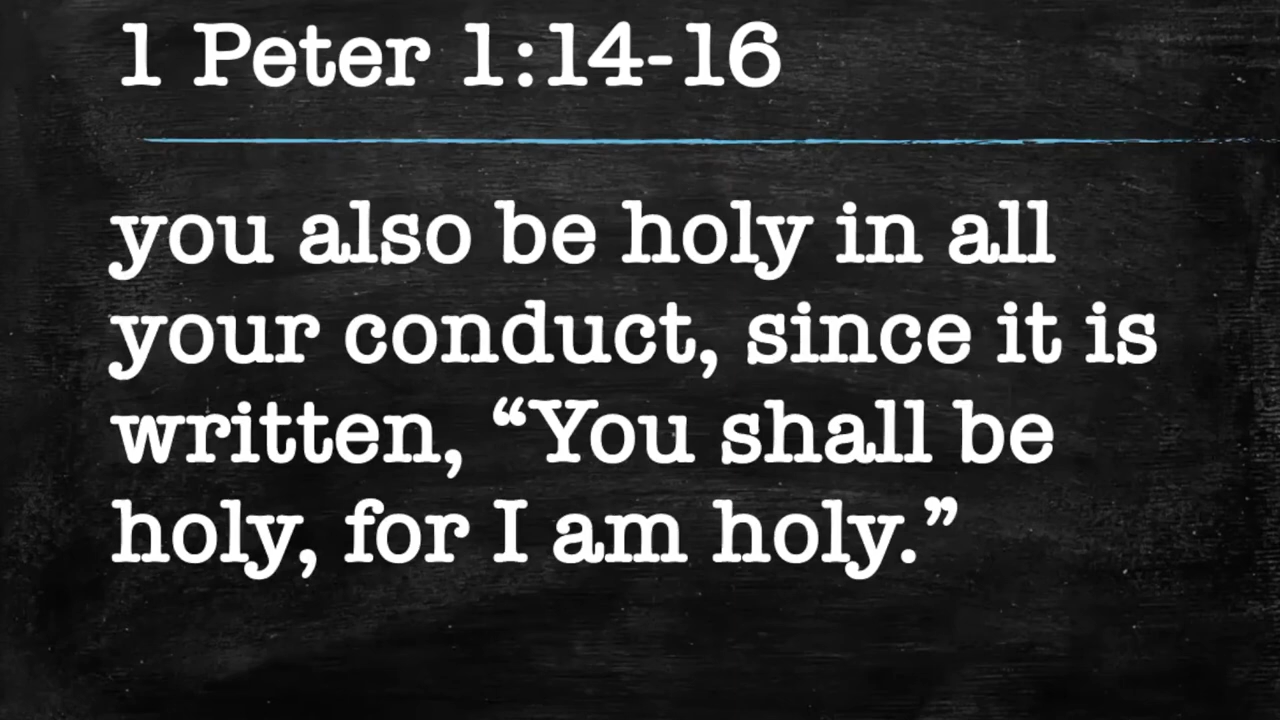 1 Peter 1:14-16
you also be holy in all
your conduct, since it is
written, “You shall be
holy, for I am holy.”